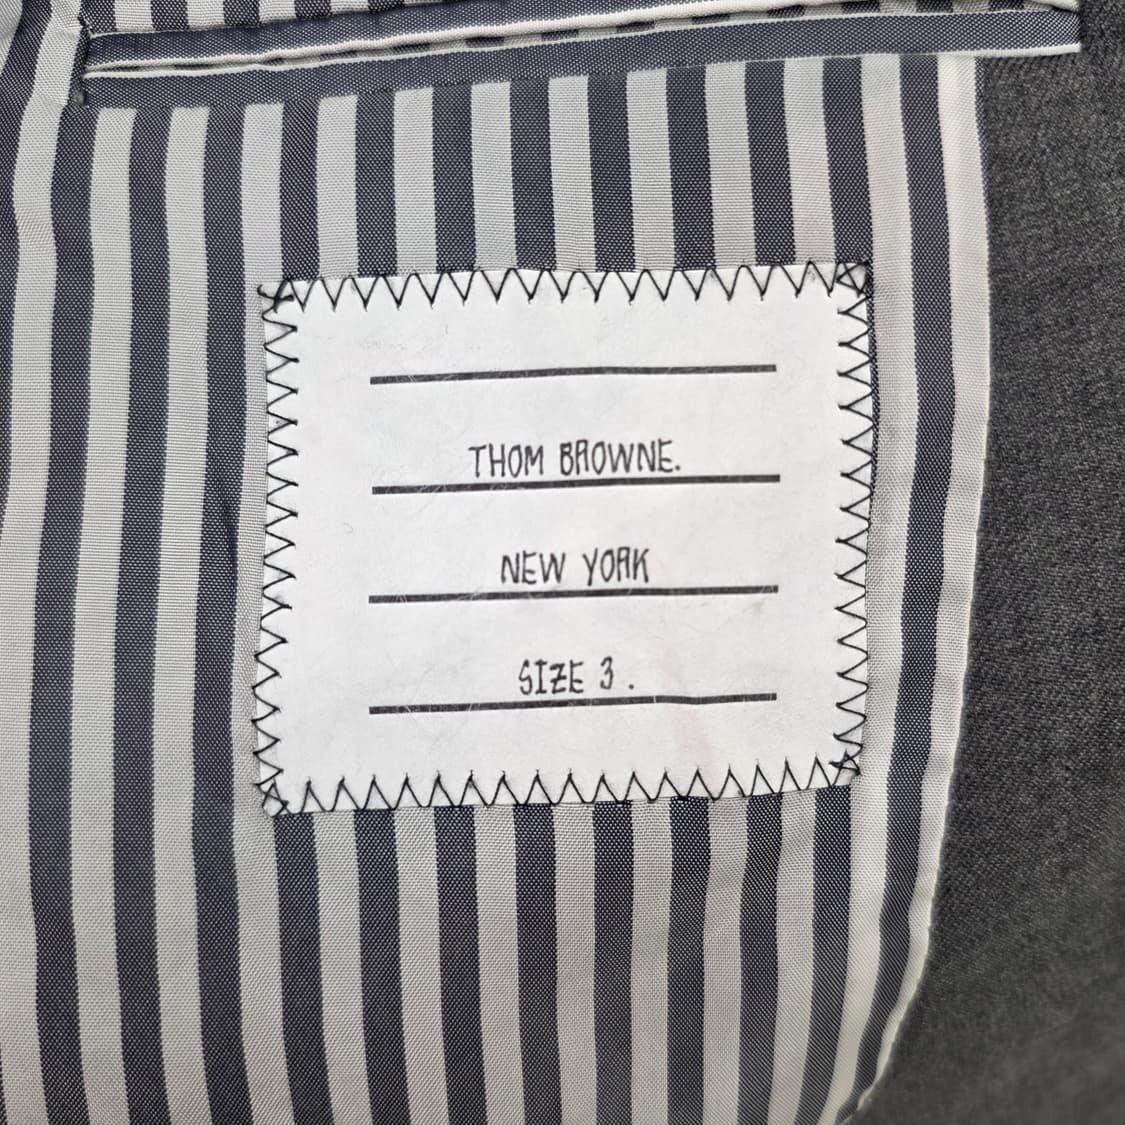 THOM BROWNE.
NEW YORK
SIZE 3 .